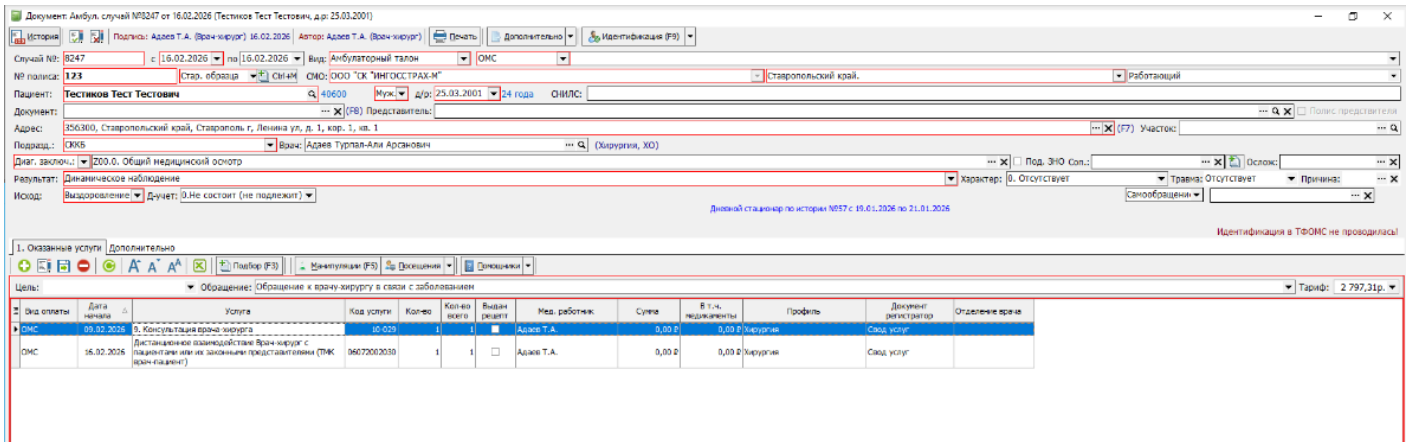 Документ: Амбул. случай №8247 от 16.02.2026 (Тестиков Тест Тестович, д.р: 25.03.2001)
История Подпись: Адаев Т.А. (Врач-хирург) 16.02.2026 Автор: Адаев Т.А. (Врач-хирург) Печать Дополнительно Идентификация (F9)
Случай №: 8247 с 16.02.2026 по 16.02.2026 Вид: Амбулаторный талон ОМС
№ полиса: 123 Стар. образца Ctrl+M СМО: ООО "СК "ИНГОССТРАХ-М" Ставропольский край. Работающий
Пациент: Тестиков Тест Тестович 40600 Муж. д/р: 25.03.2001 24 года СНИЛС:
Документ: (F8) Представитель: Полис представителя
Адрес: 356300, Ставропольский край, Ставрополь г, Ленина ул, д. 1, кор. 1, кв. 1 (F7) Участок:
Подразд.: СККБ Врач: Адаев Турпал-Али Арсанович (Хирургия, ХО)
Диаг. заключ.: Z00.0. Общий медицинский осмотр Под. ЗНО Соп.: Ослож:
Результат: Динамическое наблюдение Характер: 0. Отсутствует Травма: Отсутствует Причина:
Исход: Выздоровление Д-учет: 0.Не состоит (не подлежит) Самообращени
Дневной стационар по истории №57 с 19.01.2026 по 21.01.2026
Идентификация в ТФОМС не проводилась!
1. Оказанные услуги Дополнительно
Подбор (F3) Манипуляции (F5) Посещения Помощники
Цель: Обращение: Обращение к врачу-хирургу в связи с заболеванием Тариф: 2 797,31р.
Вид оплаты Дата начала Услуга Код услуги Кол-во Кол-во всего Выдан рецепт Мед. работник Сумма В т.ч. медикаменты Профиль Документ регистратор Отделение врача
ОМС 09.02.2026 9. Консультация врача-хирурга 10-029 1 1 Адаев Т.А. 0,00 ₽ 0,00 ₽ Хирургия Свод услуг
ОМС 16.02.2026 Дистанционное взаимодействие Врач-хирург с пациентами или их законными представителями (ТМК врач-пациент) 06072002030 1 1 Адаев Т.А. 0,00 ₽ 0,00 ₽ Хирургия Свод услуг